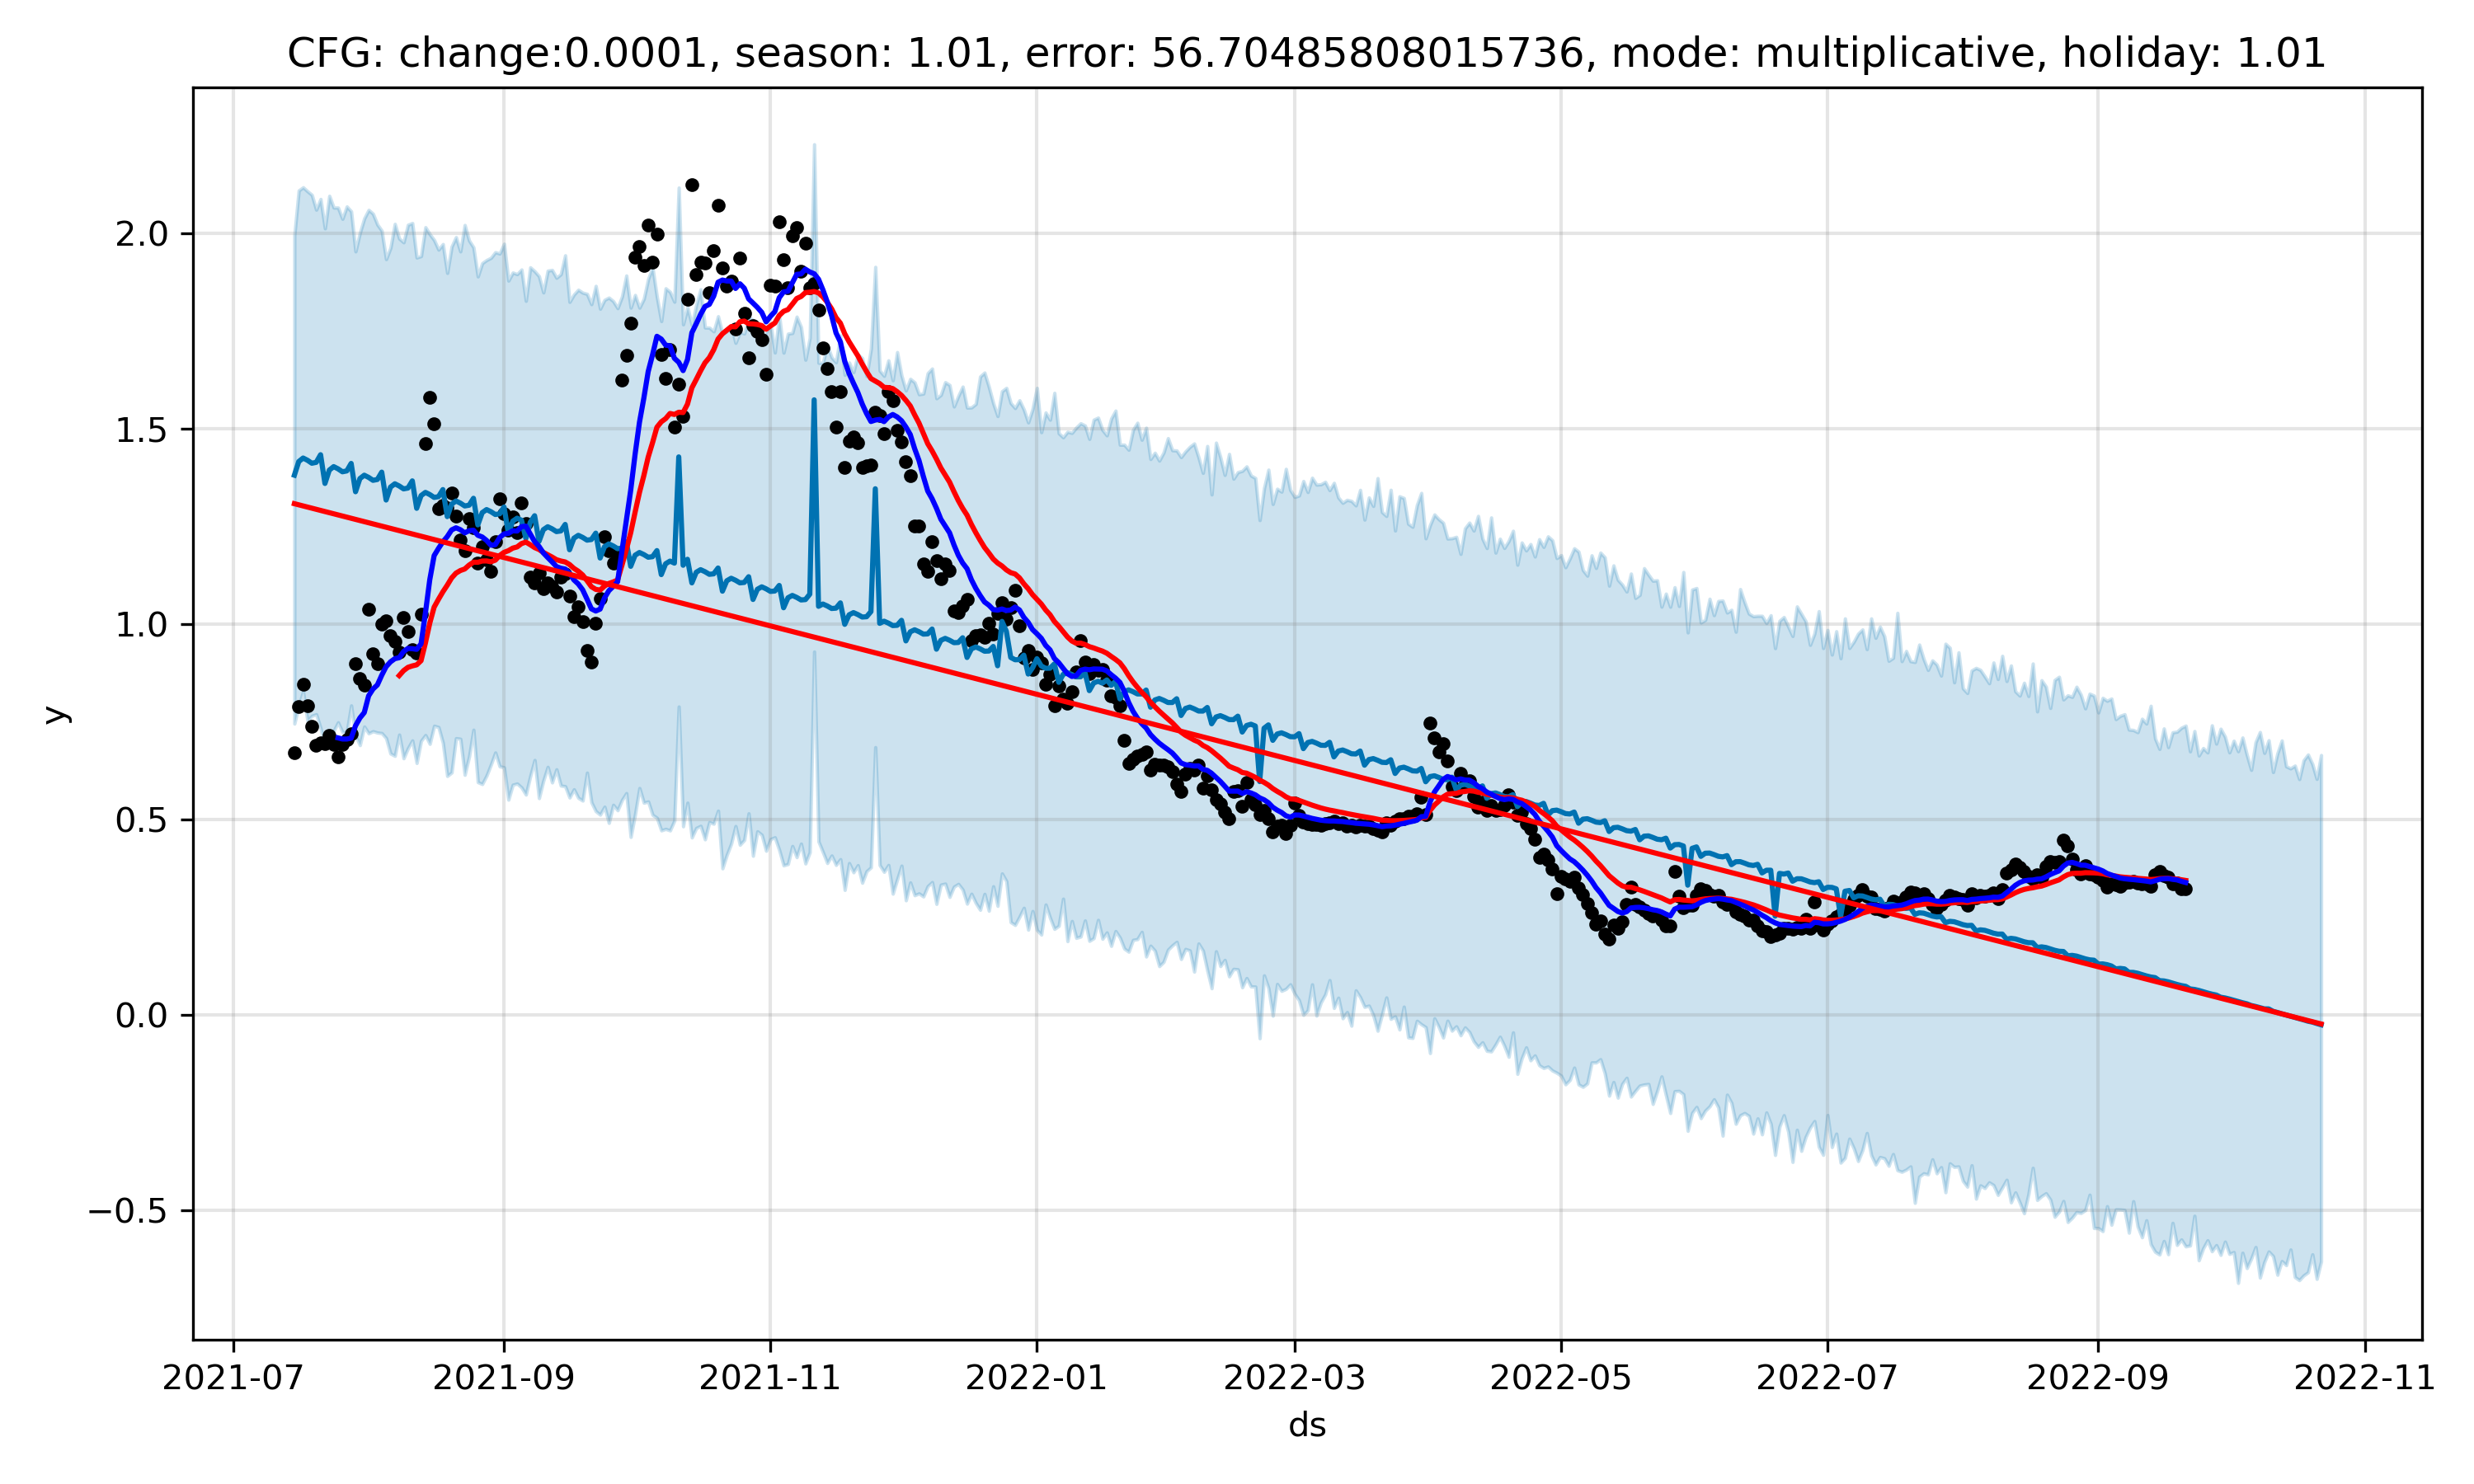 CFG: change:0.0001, season: 1.01, error: 56.70485808015736, mode: multiplicative, holiday: 1.01
2.0
1.5
1.0
0.5
0.0
−0.5
y
2021-07 2021-09 2021-11 2022-01 2022-03 2022-05 2022-07 2022-09 2022-11
ds